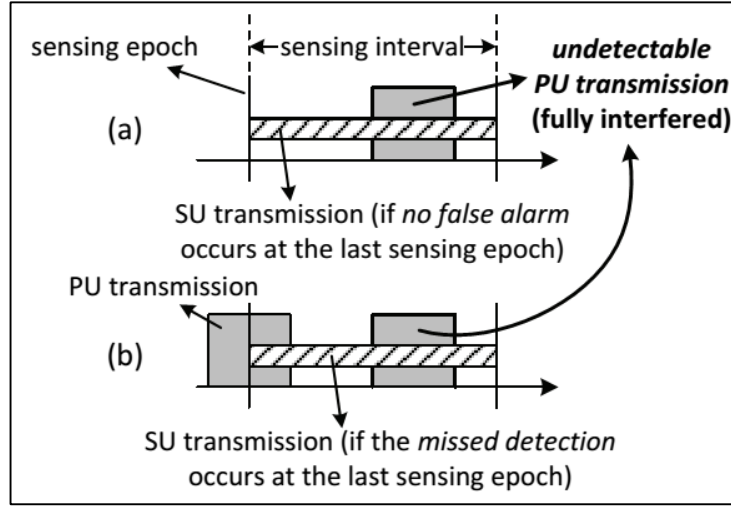 sensing epoch
sensing interval
undetectable
PU transmission
(fully interfered)
(a)
SU transmission (if no false alarm
occurs at the last sensing epoch)
PU transmission
(b)
SU transmission (if the missed detection
occurs at the last sensing epoch)